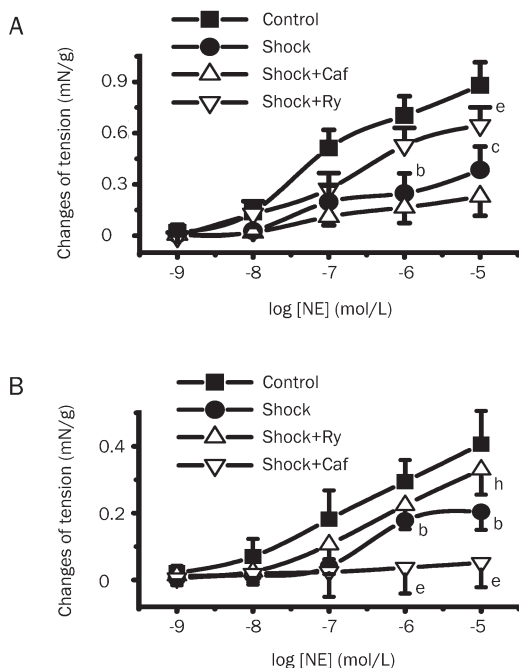 A
Control
Shock
Shock+Caf
Shock+Ry
Changes of tension (mN/g)
0.9
0.6
0.3
0
e
c
b
-9 -8 -7 -6 -5
log [NE] (mol/L)
B
Control
Shock
Shock+Ry
Shock+Caf
Changes of tension (mN/g)
0.4
0.2
0
h
b b
e e
-9 -8 -7 -6 -5
log [NE] (mol/L)